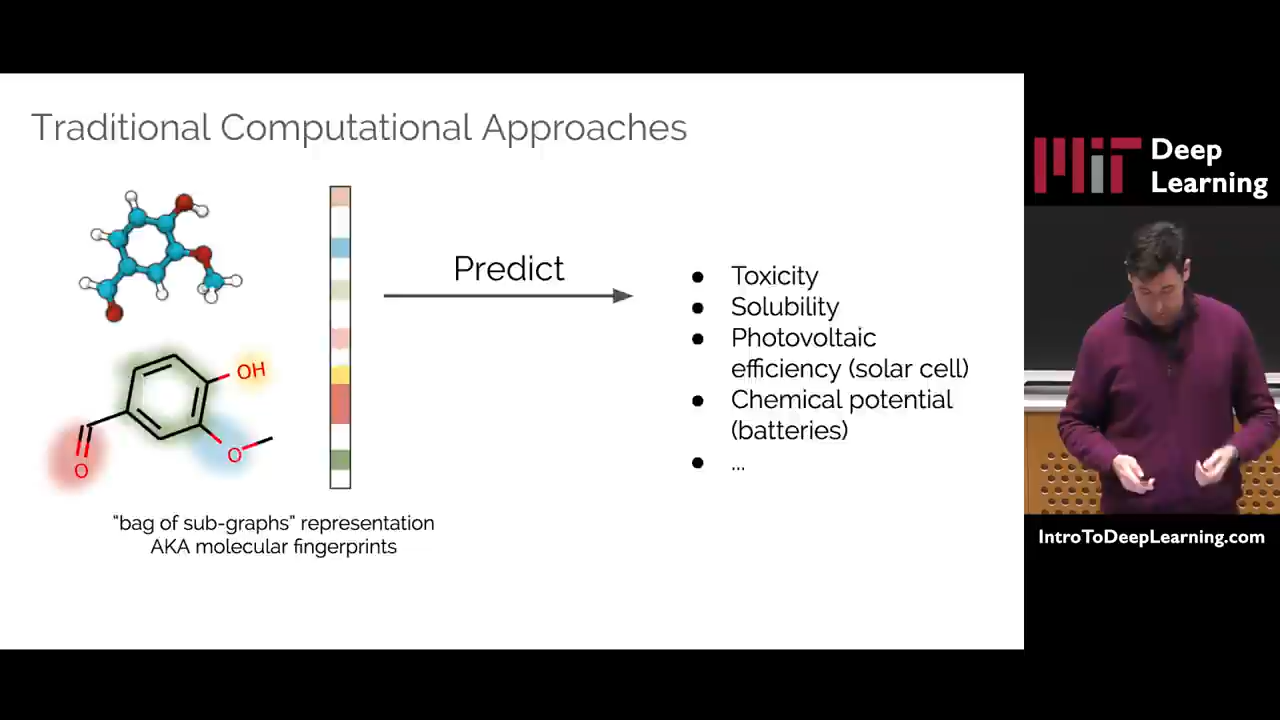 Traditional Computational Approaches
MIT Deep
Learning
Predict
● Toxicity
● Solubility
● Photovoltaic
efficiency (solar cell)
● Chemical potential
(batteries)
● ...
OH
O
O
"bag of sub-graphs" representation
AKA molecular fingerprints
IntroToDeepLearning.com